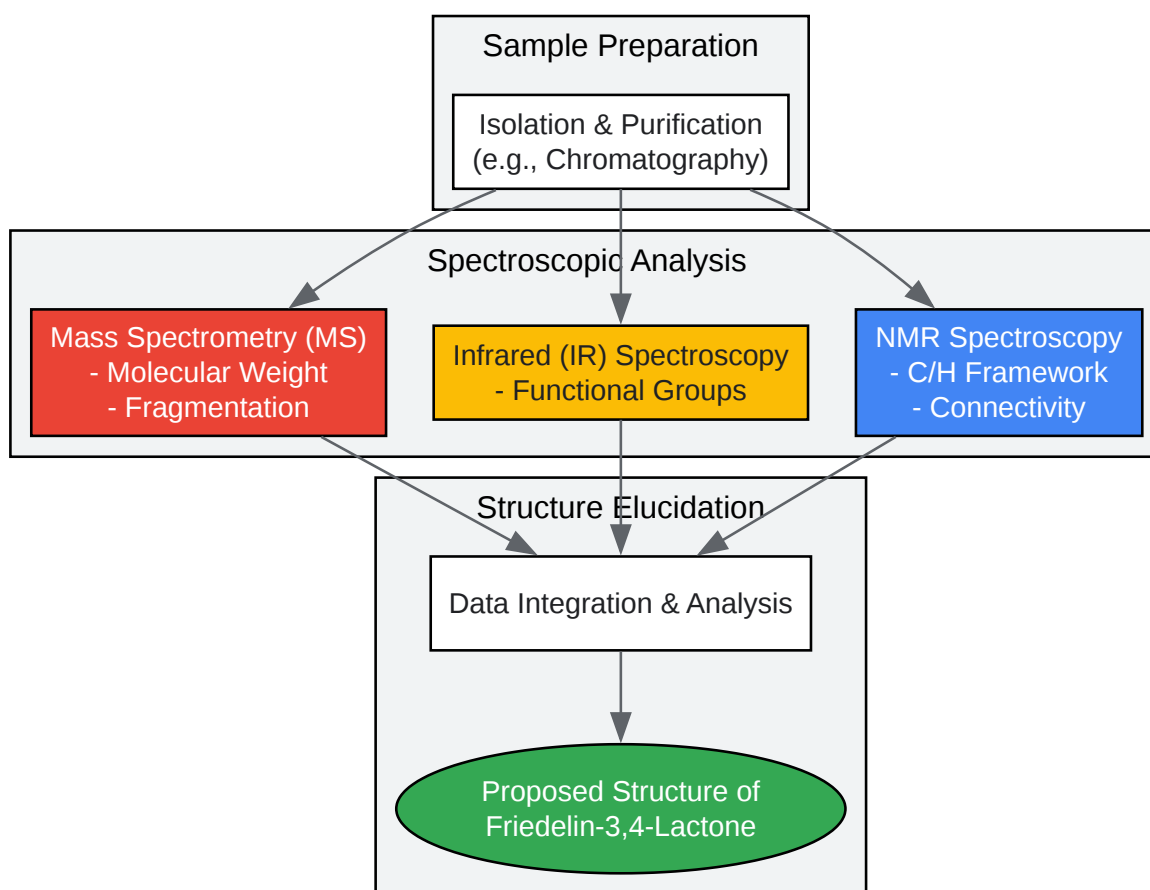 Sample Preparation
Isolation & Purification
(e.g., Chromatography)
Spectroscopic Analysis
Mass Spectrometry (MS)
- Molecular Weight
- Fragmentation
Infrared (IR) Spectroscopy
- Functional Groups
NMR Spectroscopy
- C/H Framework
- Connectivity
Structure Elucidation
Data Integration & Analysis
Proposed Structure of
Friedelin-3,4-Lactone